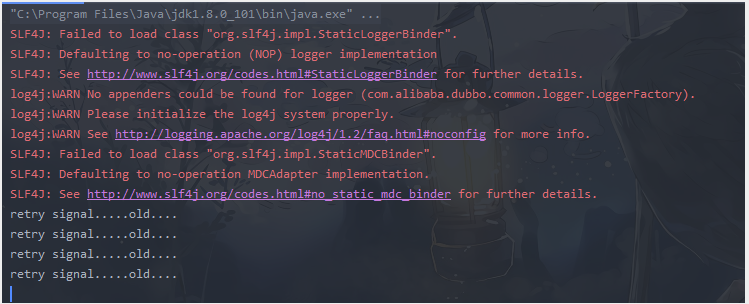 "C:\Program Files\Java\jdk1.8.0_101\bin\java.exe" ...
SLF4J: Failed to load class "org.slf4j.impl.StaticLoggerBinder".
SLF4J: Defaulting to no-operation (NOP) logger implementation
SLF4J: See http://www.slf4j.org/codes.html#StaticLoggerBinder for further details.
log4j:WARN No appenders could be found for logger (com.alibaba.dubbo.common.logger.LoggerFactory).
log4j:WARN Please initialize the log4j system properly.
log4j:WARN See http://logging.apache.org/log4j/1.2/faq.html#noconfig for more info.
SLF4J: Failed to load class "org.slf4j.impl.StaticMDCBinder".
SLF4J: Defaulting to no-operation MDCAdapter implementation.
SLF4J: See http://www.slf4j.org/codes.html#no_static_mdc_binder for further details.
retry signal.....old....
retry signal.....old....
retry signal.....old....
retry signal.....old....